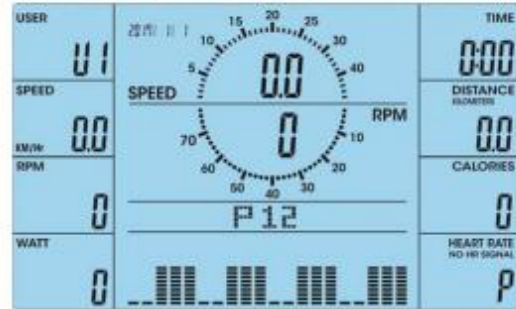 USER
U1
SPEED
KM/Hr 0.0
RPM
0
WATT
0
15 20 25
10 30
5 40
0.0
SPEED
RPM
0
70 10
60 20
50 40 30
P12
TIME
0:00
DISTANCE
KILOMETERS
0.0
CALORIES
0
HEART RATE
NO HR SIGNAL
P